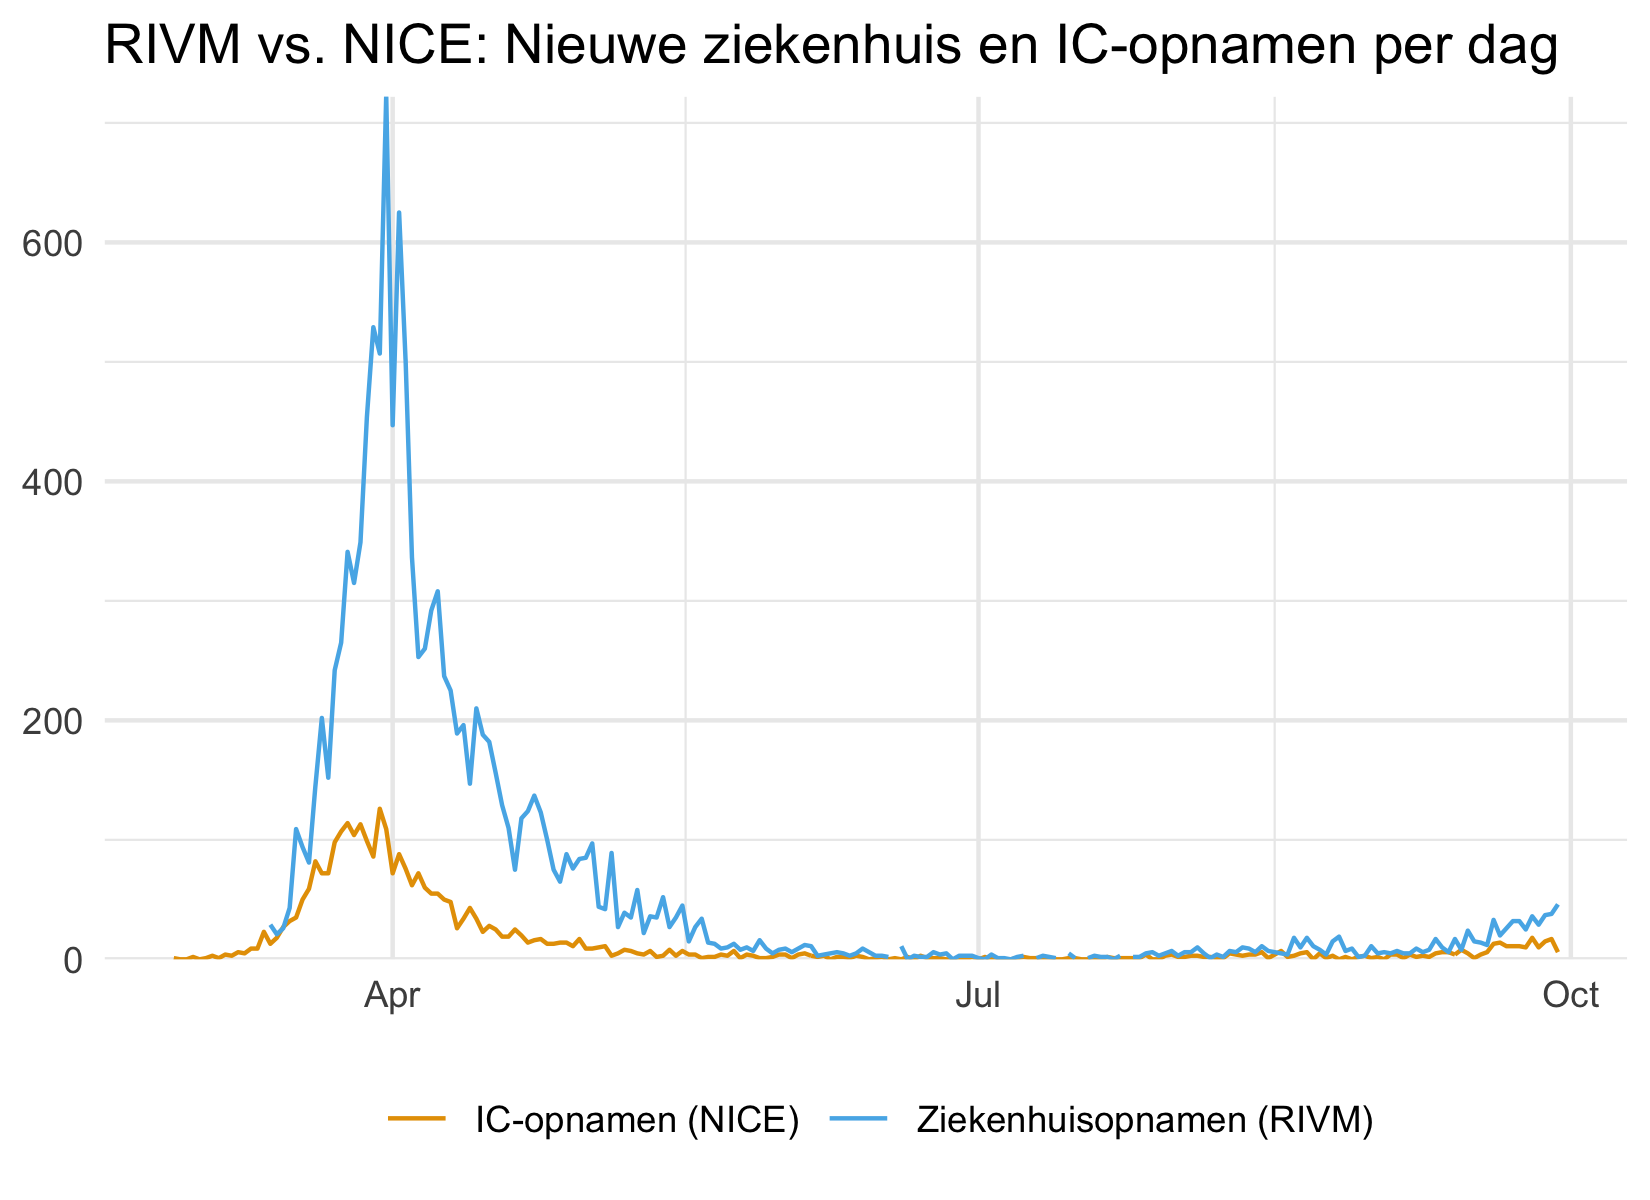 RIVM vs. NICE: Nieuwe ziekenhuis en IC-opnamen per dag
600
400
200
0
Apr Jul Oct
IC-opnamen (NICE) Ziekenhuisopnamen (RIVM)